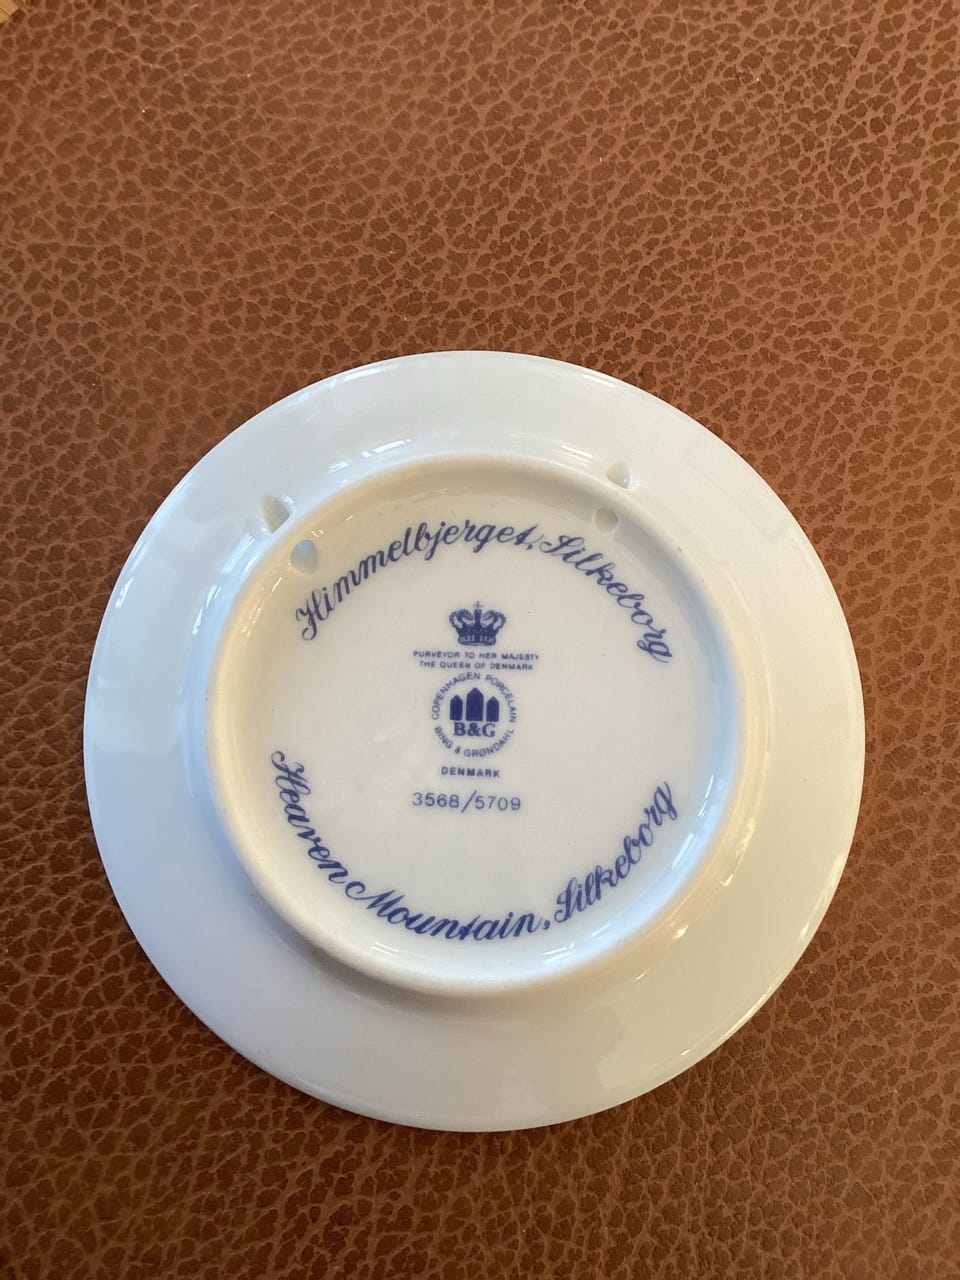 Himmelbjerget, Silkeborg
PURVEYOR TO HER MAJESTY
THE QUEEN OF DENMARK
COPENHAGEN PORCELAIN
B&G
BING & GRØNDAHL
DENMARK
3568/5709
Heaven Mountain, Silkeborg